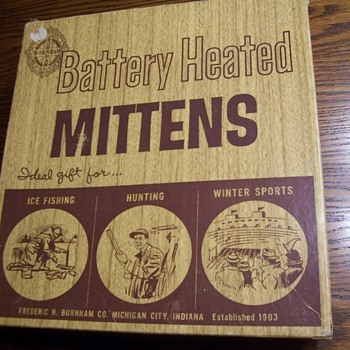 BURNHAM
Battery Heated
MITTENS
Ideal gift for...
ICE FISHING
HUNTING
WINTER SPORTS
FREDERIC H. BURNHAM CO. MICHIGAN CITY, INDIANA Established 1903